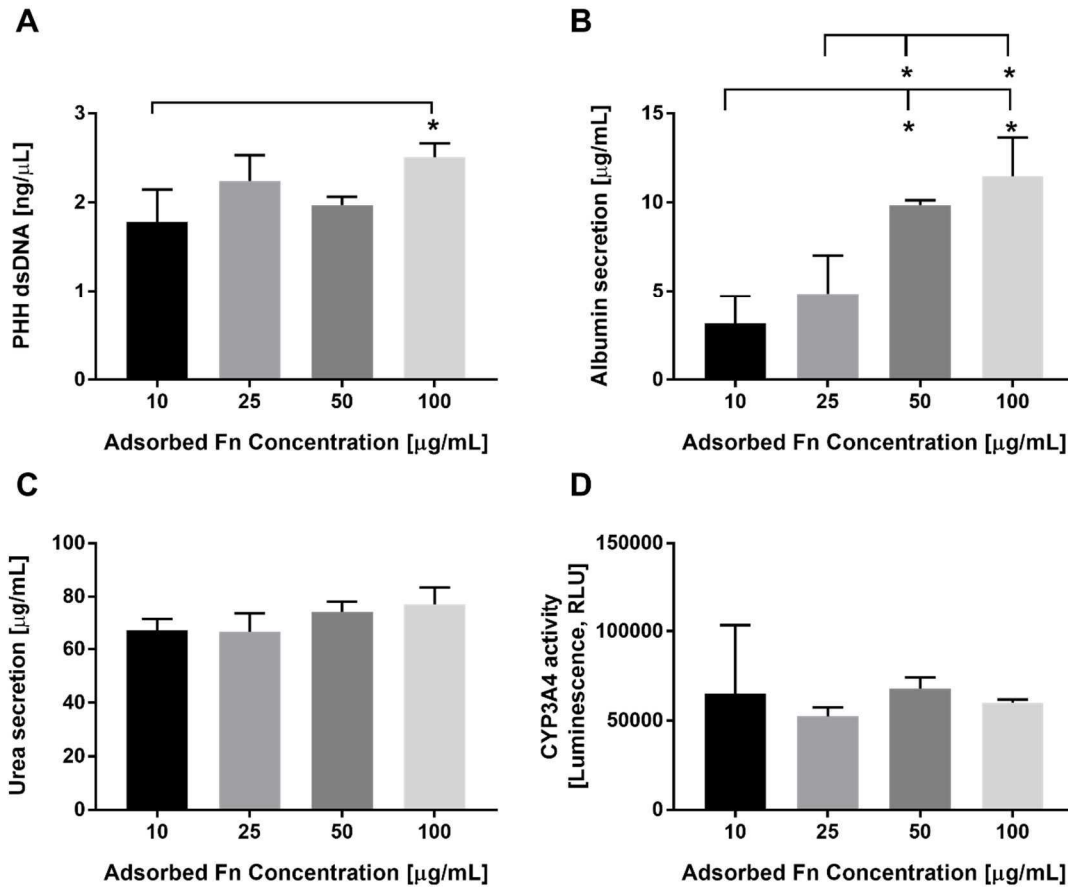 A
PHH dsDNA [ng/μL]
3
2
1
0
*
10 25 50 100
Adsorbed Fn Concentration [μg/mL]
B
Albumin secretion [μg/mL]
15
10
5
0
* *
* *
10 25 50 100
Adsorbed Fn Concentration [μg/mL]
C
Urea secretion [μg/mL]
100
80
60
40
20
0
10 25 50 100
Adsorbed Fn Concentration [μg/mL]
D
CYP3A4 activity
[Luminescence, RLU]
150000
100000
50000
0
10 25 50 100
Adsorbed Fn Concentration [μg/mL]